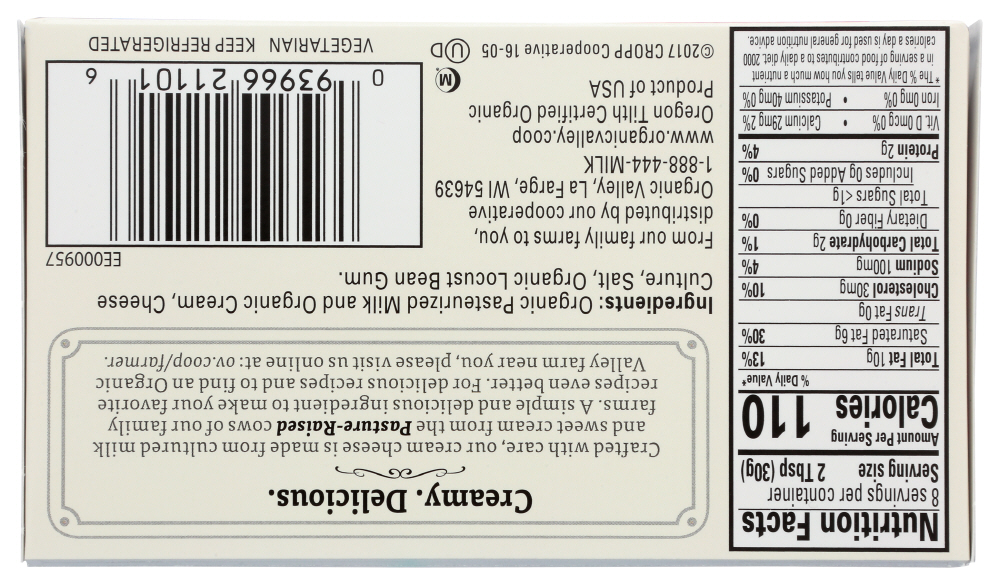 Nutrition Facts
8 servings per container
Serving size 2 Tbsp (30g)
Amount Per Serving
Calories 110
% Daily Value*
Total Fat 10g 13%
Saturated Fat 6g 30%
Trans Fat 0g
Cholesterol 30mg 10%
Sodium 100mg 4%
Total Carbohydrate 2g 1%
Dietary Fiber 0g 0%
Total Sugars <1g
Includes 0g Added Sugars 0%
Protein 2g 4%
Vit. D 0mcg 0% • Calcium 29mg 2%
Iron 0mg 0% • Potassium 40mg 0%
* The % Daily Value tells you how much a nutrient
in a serving of food contributes to a daily diet. 2000
calories a day is used for general nutrition advice.
Creamy. Delicious.
Crafted with care, our cream cheese is made from cultured milk
and sweet cream from the Pasture-Raised cows of our family
farms. A simple and delicious ingredient to make your favorite
recipes even better. For delicious recipes and to find an Organic
Valley farm near you, please visit us online at: ov.coop/farmer.
Ingredients: Organic Pasteurized Milk and Organic Cream, Cheese
Culture, Salt, Organic Locust Bean Gum.
From our family farms to you,
distributed by our cooperative
Organic Valley, La Farge, WI 54639
1-888-444-MILK
www.organicvalley.coop
Oregon Tilth Certified Organic
Product of USA
M
©2017 CROPP Cooperative 16-05 U D
EE000957
0 93966 21101 6
VEGETARIAN KEEP REFRIGERATED